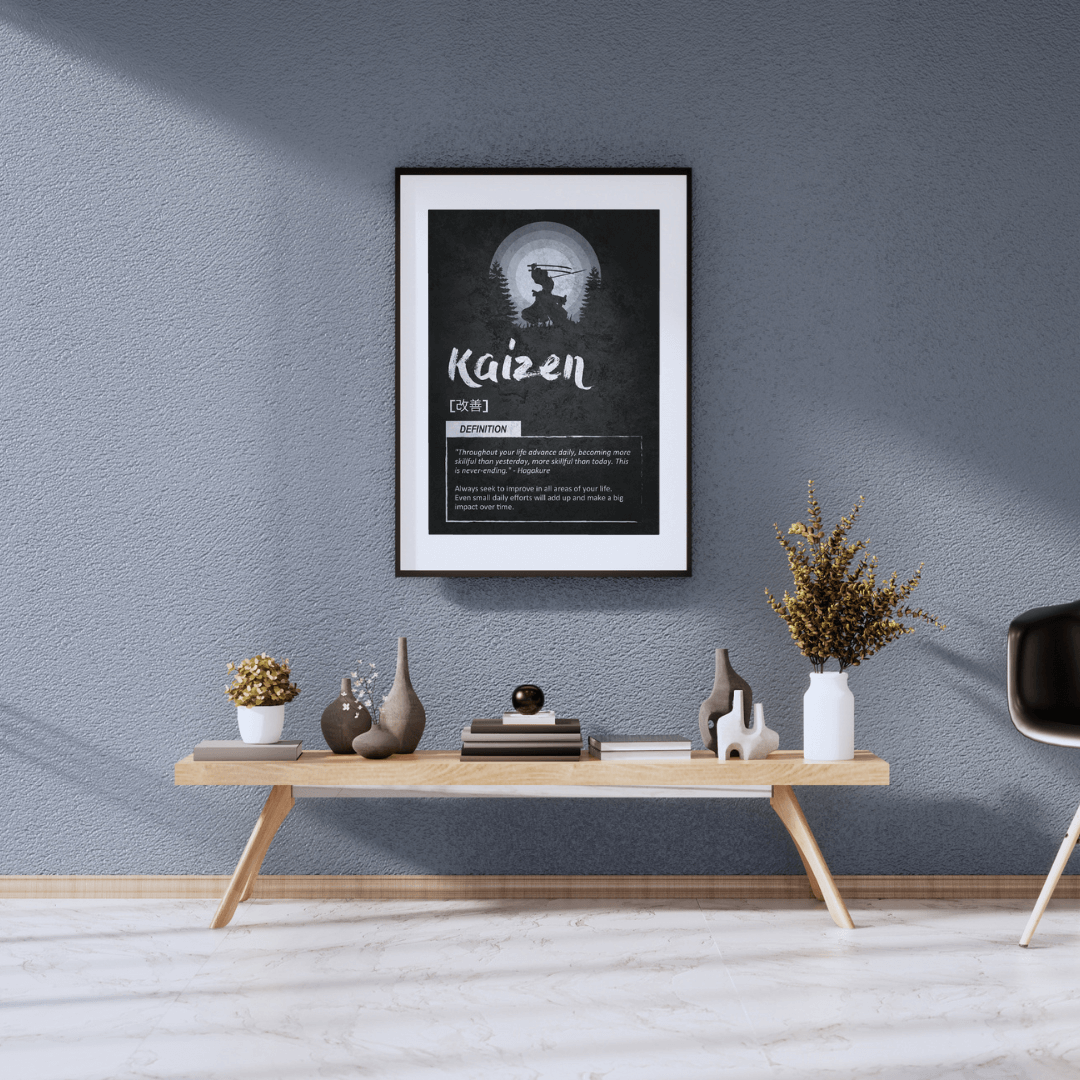 Kaizen
[改善]
DEFINITION
"Throughout your life advance daily, becoming more
skillful than yesterday, more skillful than today. This
is never-ending." - Hagakure
Always seek to improve in all areas of your life.
Even small daily efforts will add up and make a big
impact over time.